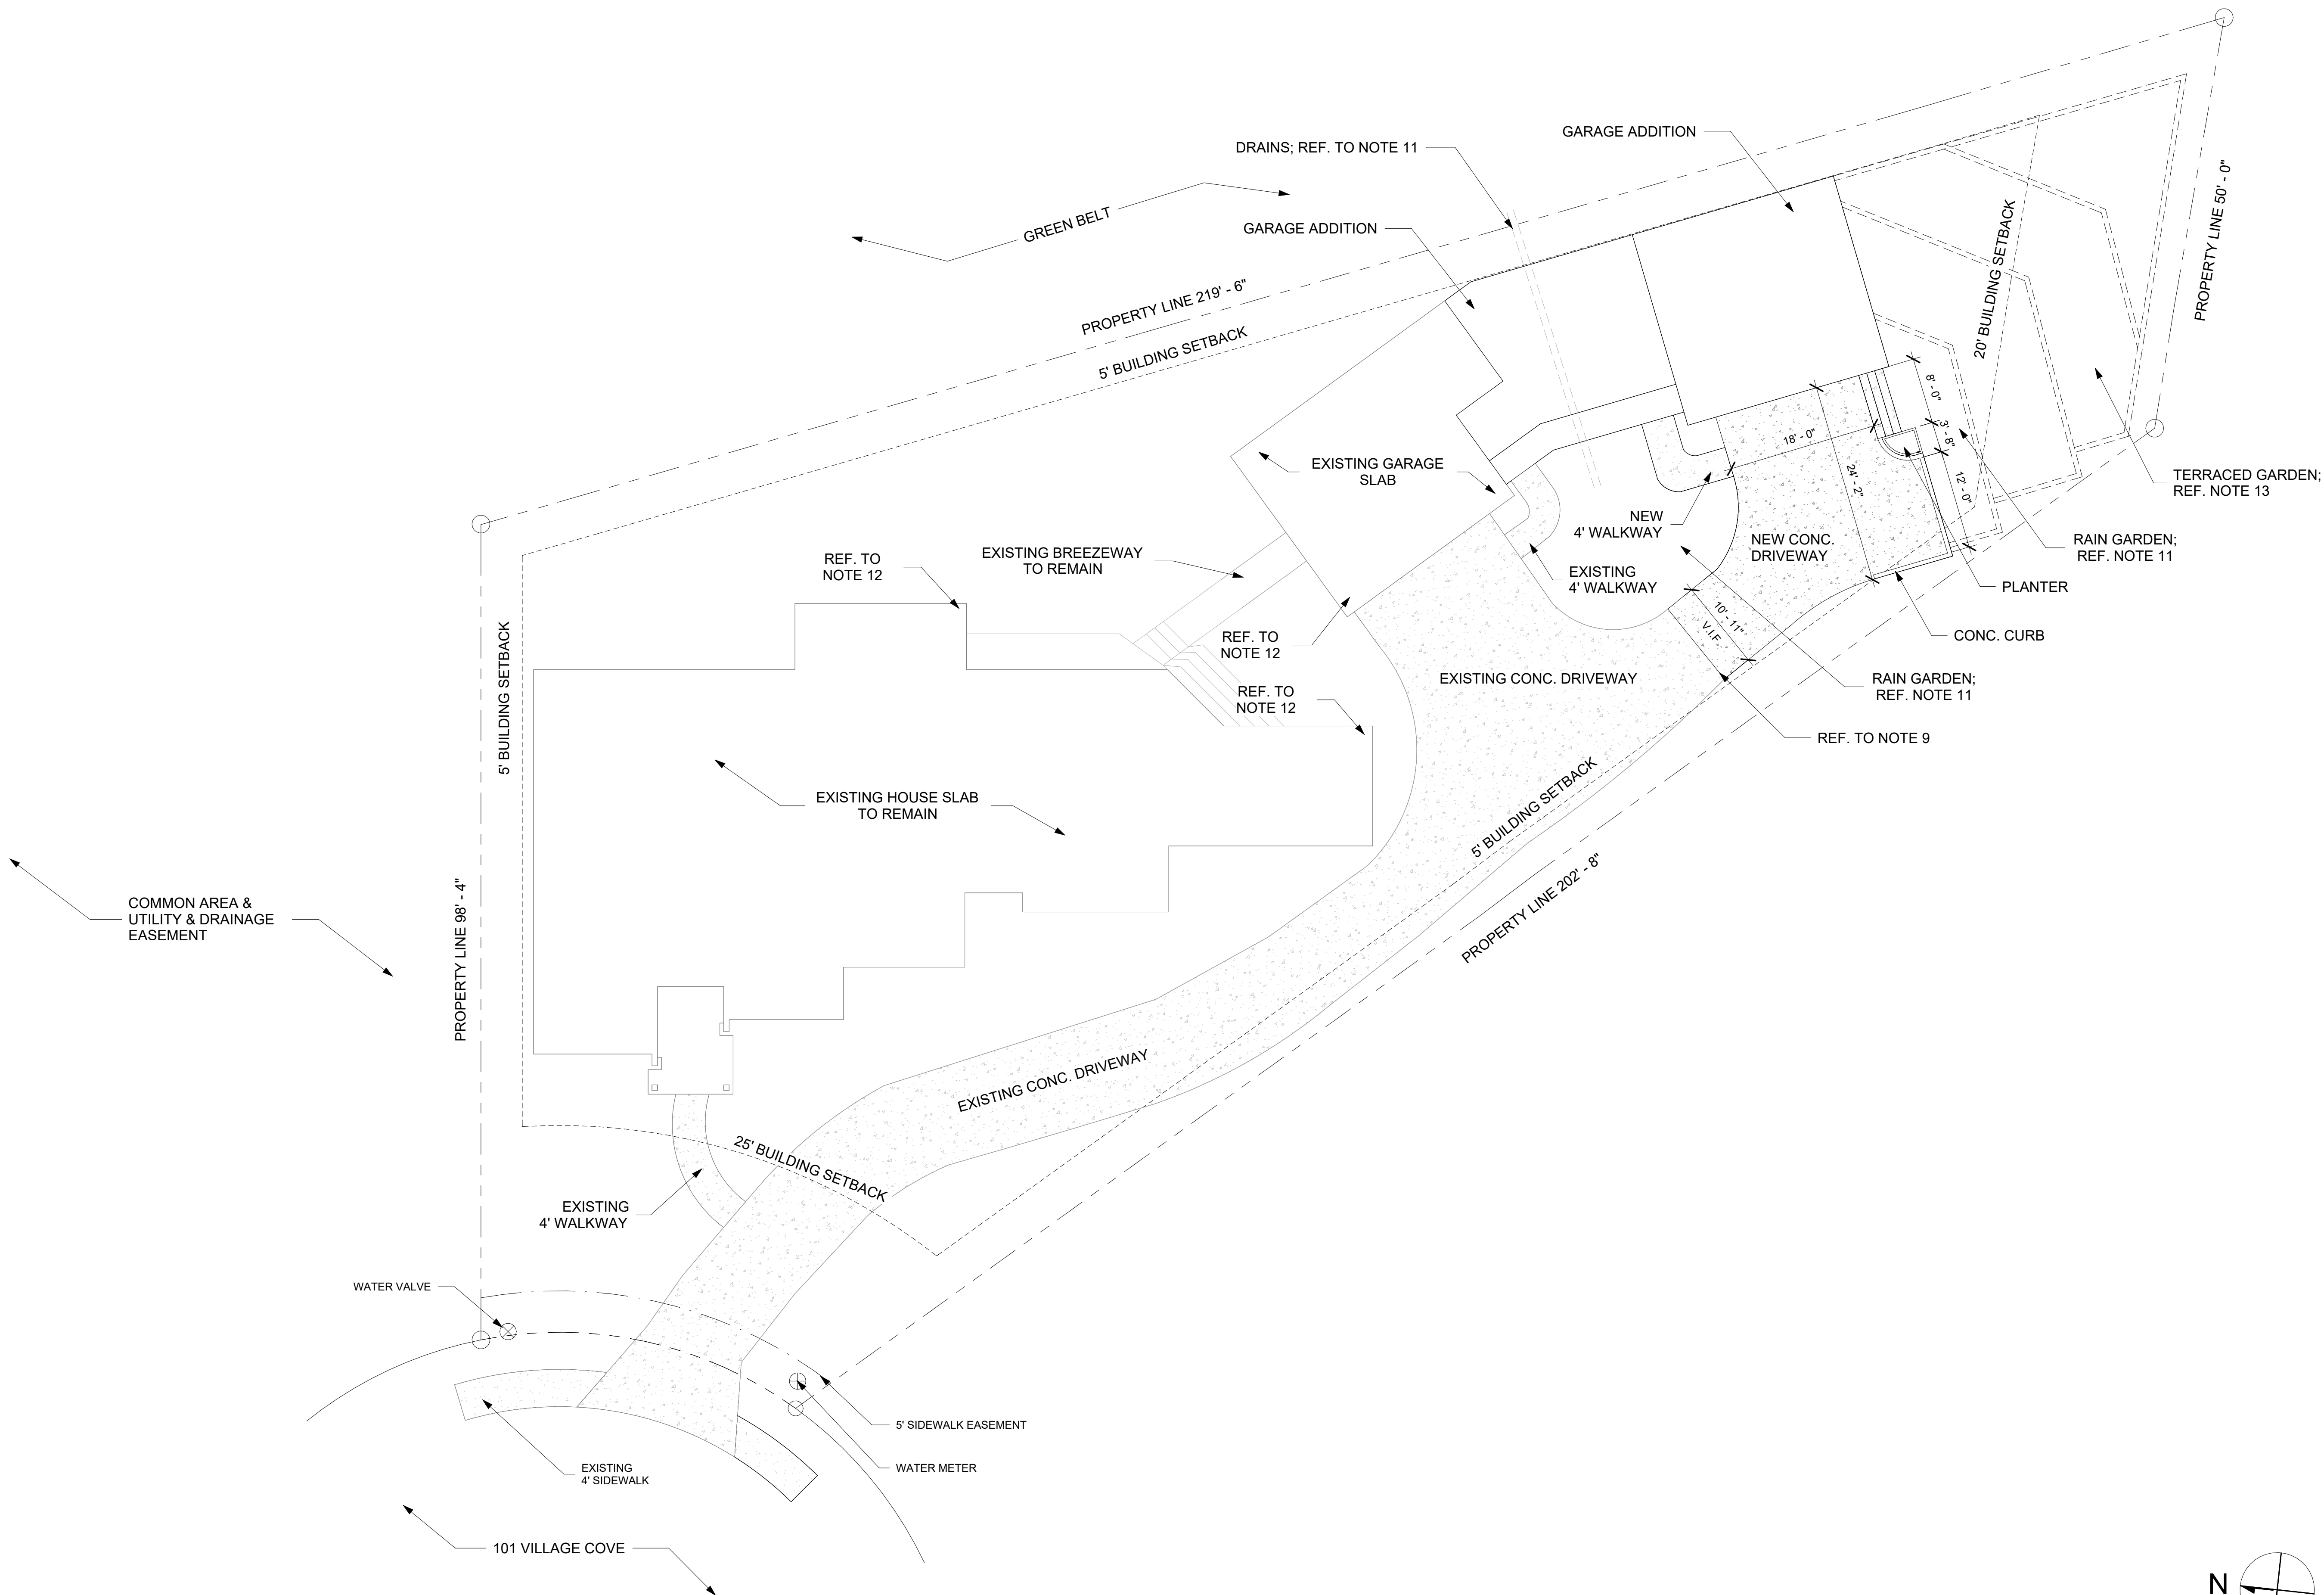 GARAGE ADDITION
DRAINS; REF. TO NOTE 11
GREEN BELT
GARAGE ADDITION
PROPERTY LINE 50' - 0"
20' BUILDING SETBACK
PROPERTY LINE 219' - 6"
5' BUILDING SETBACK
8' - 0"
3' - 8"
18' - 0"
24' - 2"
12' - 0"
EXISTING GARAGE
SLAB
TERRACED GARDEN;
REF. NOTE 13
NEW
4' WALKWAY
NEW CONC.
DRIVEWAY
RAIN GARDEN;
REF. NOTE 11
REF. TO
NOTE 12
EXISTING BREEZEWAY
TO REMAIN
EXISTING
4' WALKWAY
PLANTER
10' - 11"
V.I.F
CONC. CURB
REF. TO
NOTE 12
5' BUILDING SETBACK
EXISTING CONC. DRIVEWAY
RAIN GARDEN;
REF. NOTE 11
REF. TO
NOTE 12
REF. TO NOTE 9
EXISTING HOUSE SLAB
TO REMAIN
5' BUILDING SETBACK
COMMON AREA &
UTILITY & DRAINAGE
EASEMENT
PROPERTY LINE 98' - 4"
PROPERTY LINE 202' - 8"
EXISTING CONC. DRIVEWAY
25' BUILDING SETBACK
EXISTING
4' WALKWAY
WATER VALVE
5' SIDEWALK EASEMENT
WATER METER
EXISTING
4' SIDEWALK
101 VILLAGE COVE
N